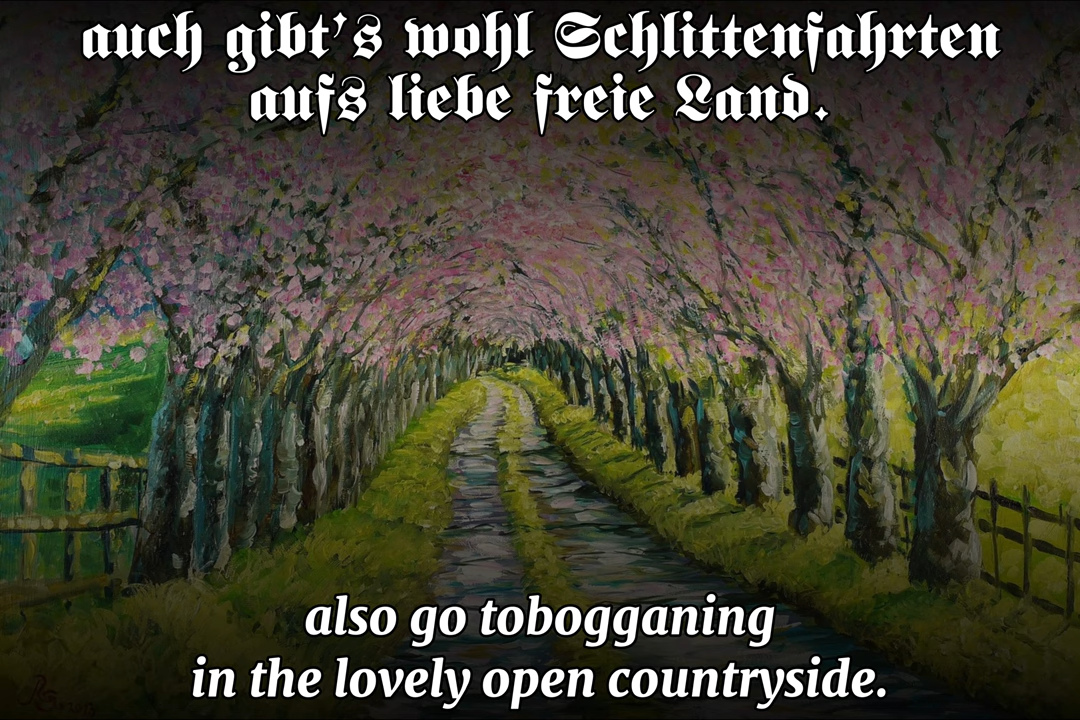 auch gibt's wohl Schlittenfahrten
aufs liebe freie Land.
also go tobogganing
in the lovely open countryside.